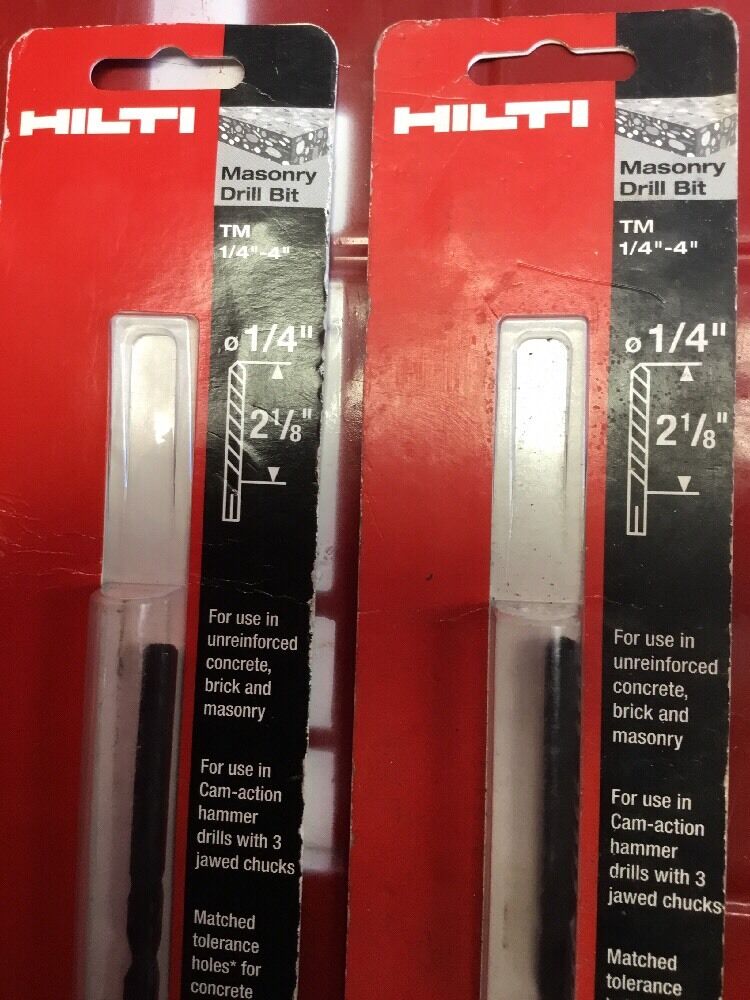 HILTI
Masonry
Drill Bit
TM
1/4"-4"
ø 1/4"
2 1/8"
For use in
unreinforced
concrete,
brick and
masonry
For use in
Cam-action
hammer
drills with 3
jawed chucks
Matched
tolerance
holes* for
concrete
HILTI
Masonry
Drill Bit
TM
1/4"-4"
ø 1/4"
2 1/8"
For use in
unreinforced
concrete,
brick and
masonry
For use in
Cam-action
hammer
drills with 3
jawed chucks
Matched
tolerance